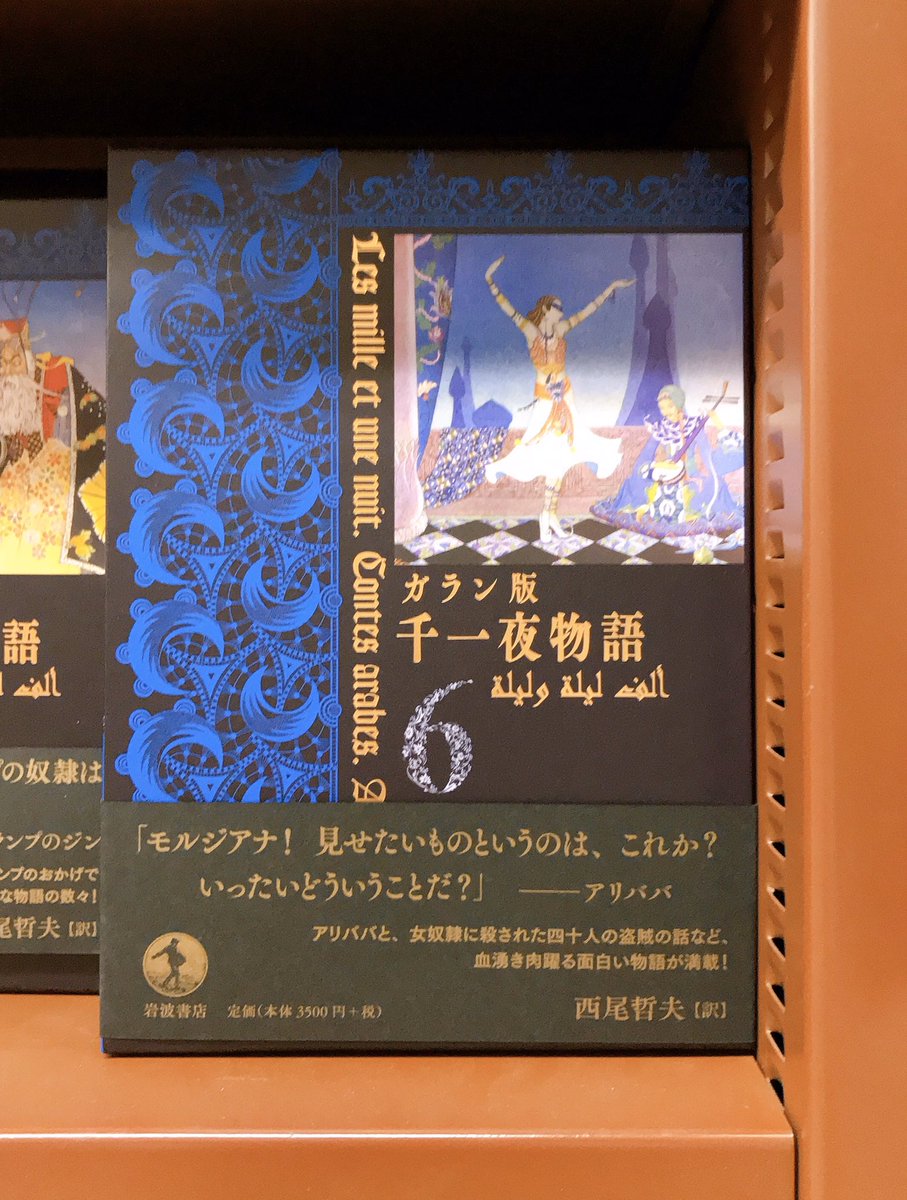 Les mille et une nuit. Contes arabes. A
ガラン版
千一夜物語
ألف ليلة وليلة
6
「モルジアナ! 見せたいものというのは、これか?
いったいどういうことだ?」 ——アリババ
アリババと、女奴隷に殺された四十人の盗賊の話など、
血湧き肉躍る面白い物語が満載!
岩波書店 定価(本体3500円+税)
西尾哲夫【訳】
語
ألف
プの奴隷は
ランプのジン
ンプのおかげで
な物語の数々!
尾哲夫【訳】